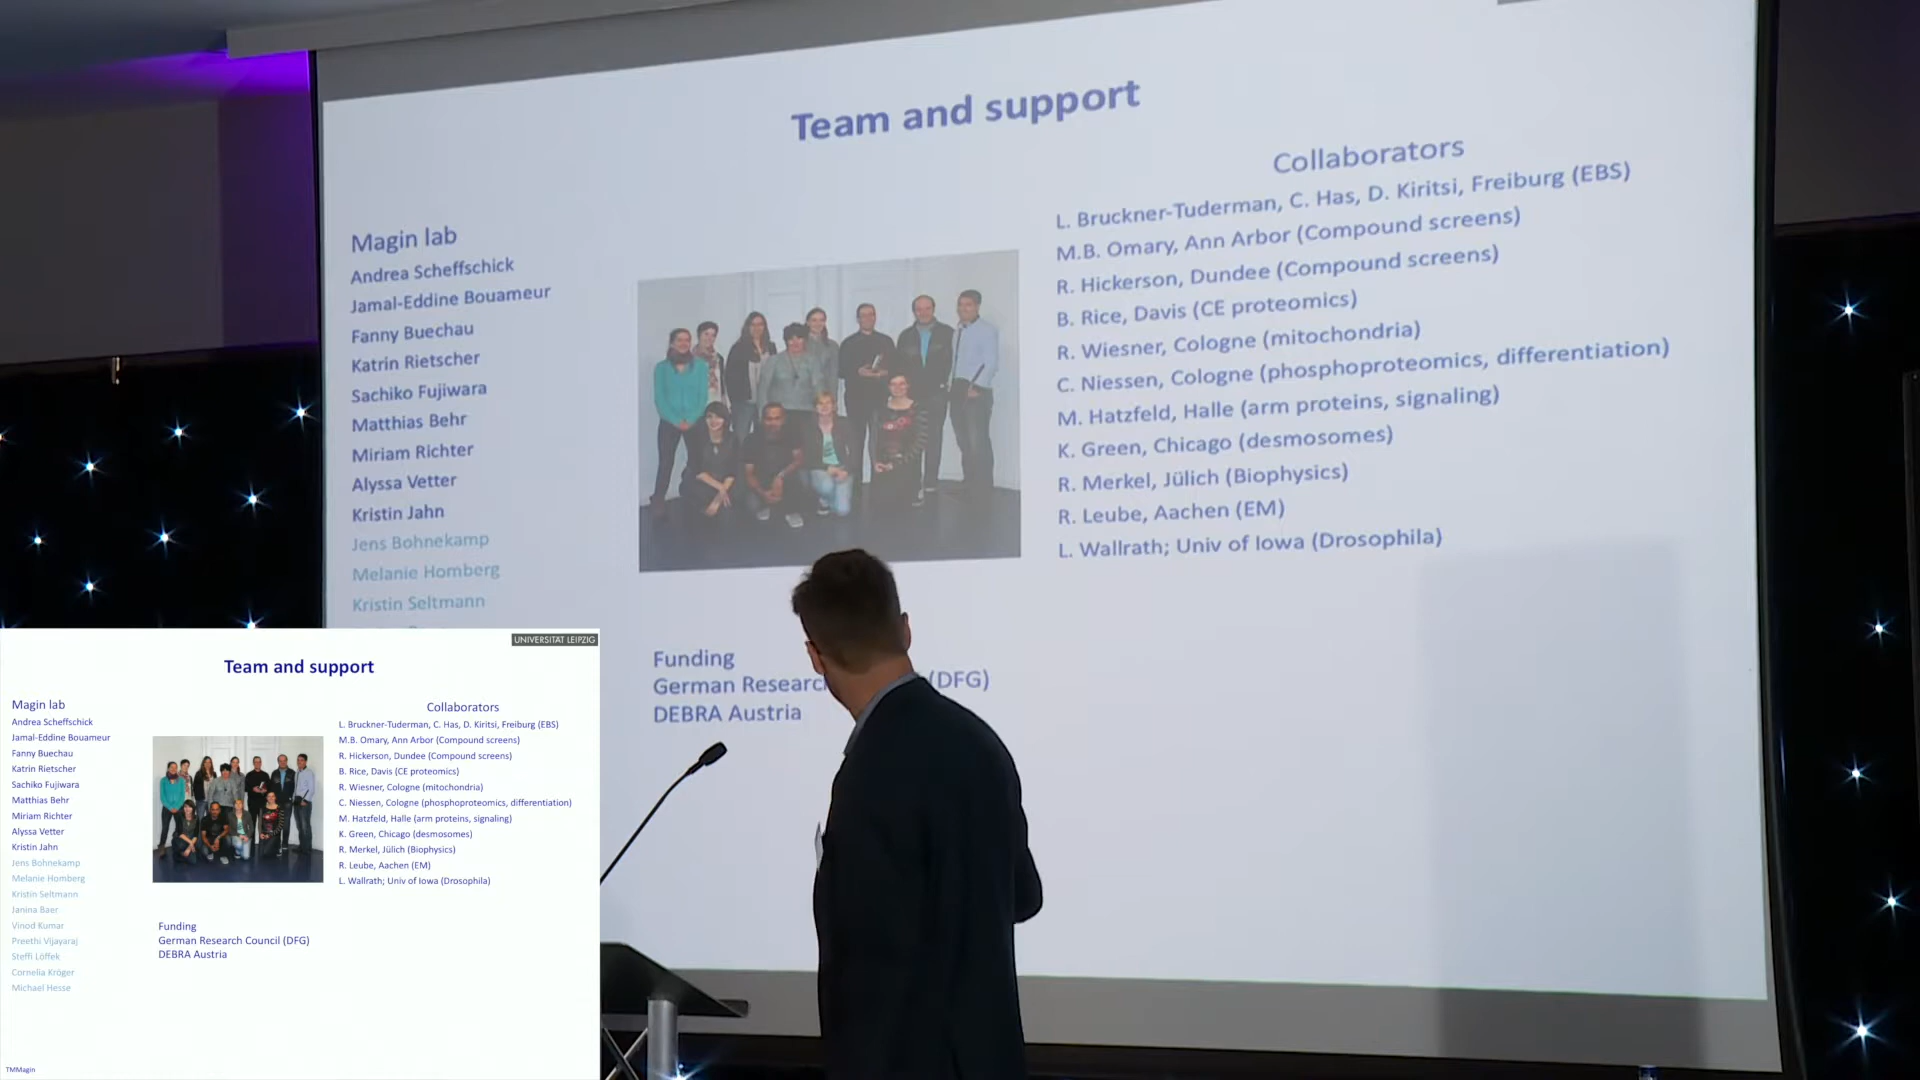 Team and support
Magin lab
Andrea Scheffschick
Jamal-Eddine Bouameur
Fanny Buechau
Katrin Rietscher
Sachiko Fujiwara
Matthias Behr
Miriam Richter
Alyssa Vetter
Kristin Jahn
Jens Bohnekamp
Melanie Homberg
Kristin Seltmann
Collaborators
L. Bruckner-Tuderman, C. Has, D. Kiritsi, Freiburg (EBS)
M.B. Omary, Ann Arbor (Compound screens)
R. Hickerson, Dundee (Compound screens)
B. Rice, Davis (CE proteomics)
R. Wiesner, Cologne (mitochondria)
C. Niessen, Cologne (phosphoproteomics, differentiation)
M. Hatzfeld, Halle (arm proteins, signaling)
K. Green, Chicago (desmosomes)
R. Merkel, Jülich (Biophysics)
R. Leube, Aachen (EM)
L. Wallrath; Univ of Iowa (Drosophila)
Funding
German Research (DFG)
DEBRA Austria
UNIVERSITÄT LEIPZIG
Team and support
Magin lab
Andrea Scheffschick
Jamal-Eddine Bouameur
Fanny Buechau
Katrin Rietscher
Sachiko Fujiwara
Matthias Behr
Miriam Richter
Alyssa Vetter
Kristin Jahn
Jens Bohnekamp
Melanie Homberg
Kristin Seltmann
Janina Baer
Vinod Kumar
Preethi Vijayaraj
Steffi Löffek
Cornelia Kröger
Michael Hesse
Collaborators
L. Bruckner-Tuderman, C. Has, D. Kiritsi, Freiburg (EBS)
M.B. Omary, Ann Arbor (Compound screens)
R. Hickerson, Dundee (Compound screens)
B. Rice, Davis (CE proteomics)
R. Wiesner, Cologne (mitochondria)
C. Niessen, Cologne (phosphoproteomics, differentiation)
M. Hatzfeld, Halle (arm proteins, signaling)
K. Green, Chicago (desmosomes)
R. Merkel, Jülich (Biophysics)
R. Leube, Aachen (EM)
L. Wallrath; Univ of Iowa (Drosophila)
Funding
German Research Council (DFG)
DEBRA Austria
TMMagin